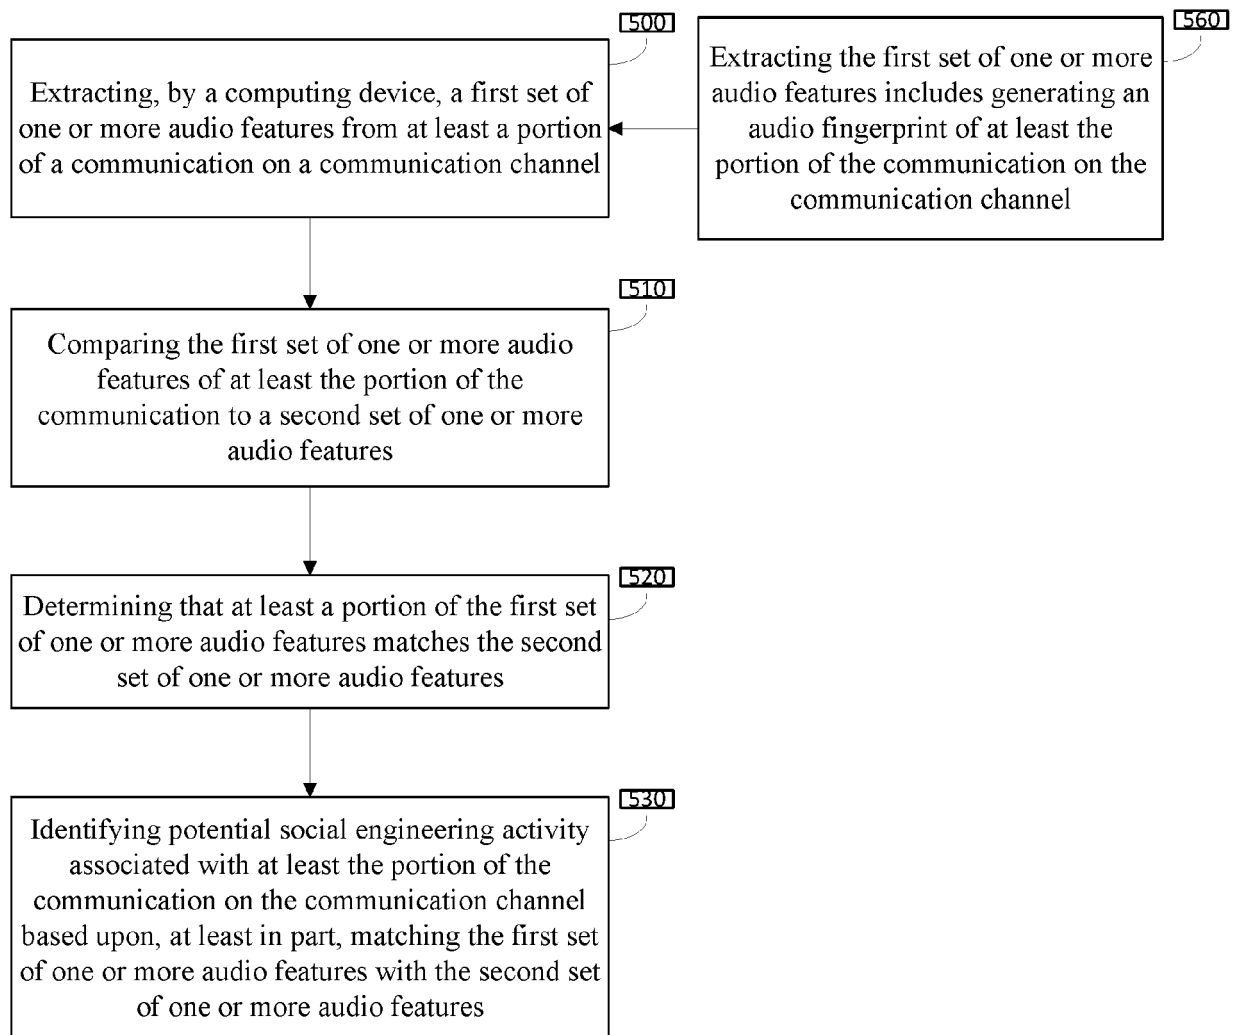 500
Extracting, by a computing device, a first set of
one or more audio features from at least a portion
of a communication on a communication channel
560
Extracting the first set of one or more
audio features includes generating an
audio fingerprint of at least the
portion of the communication on the
communication channel
510
Comparing the first set of one or more audio
features of at least the portion of the
communication to a second set of one or more
audio features
520
Determining that at least a portion of the first set
of one or more audio features matches the second
set of one or more audio features
530
Identifying potential social engineering activity
associated with at least the portion of the
communication on the communication channel
based upon, at least in part, matching the first set
of one or more audio features with the second set
of one or more audio features